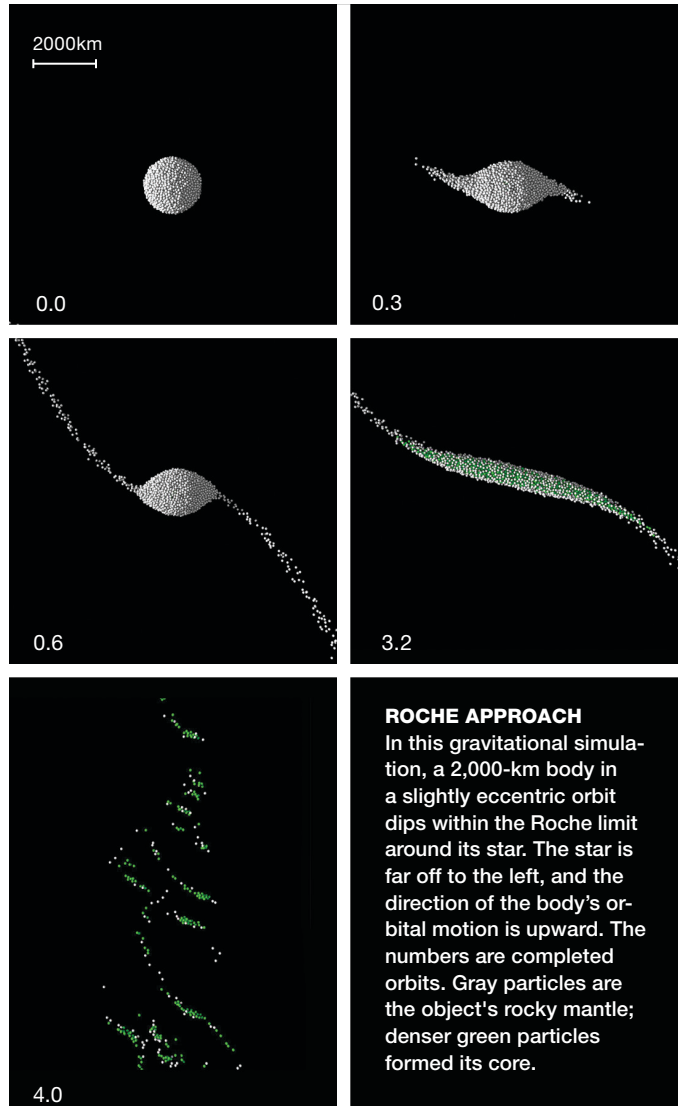 2000km
0.0
0.3
0.6
3.2
4.0
ROCHE APPROACH
In this gravitational simula-
tion, a 2,000-km body in
a slightly eccentric orbit
dips within the Roche limit
around its star. The star is
far off to the left, and the
direction of the body's or-
bital motion is upward. The
numbers are completed
orbits. Gray particles are
the object's rocky mantle;
denser green particles
formed its core.